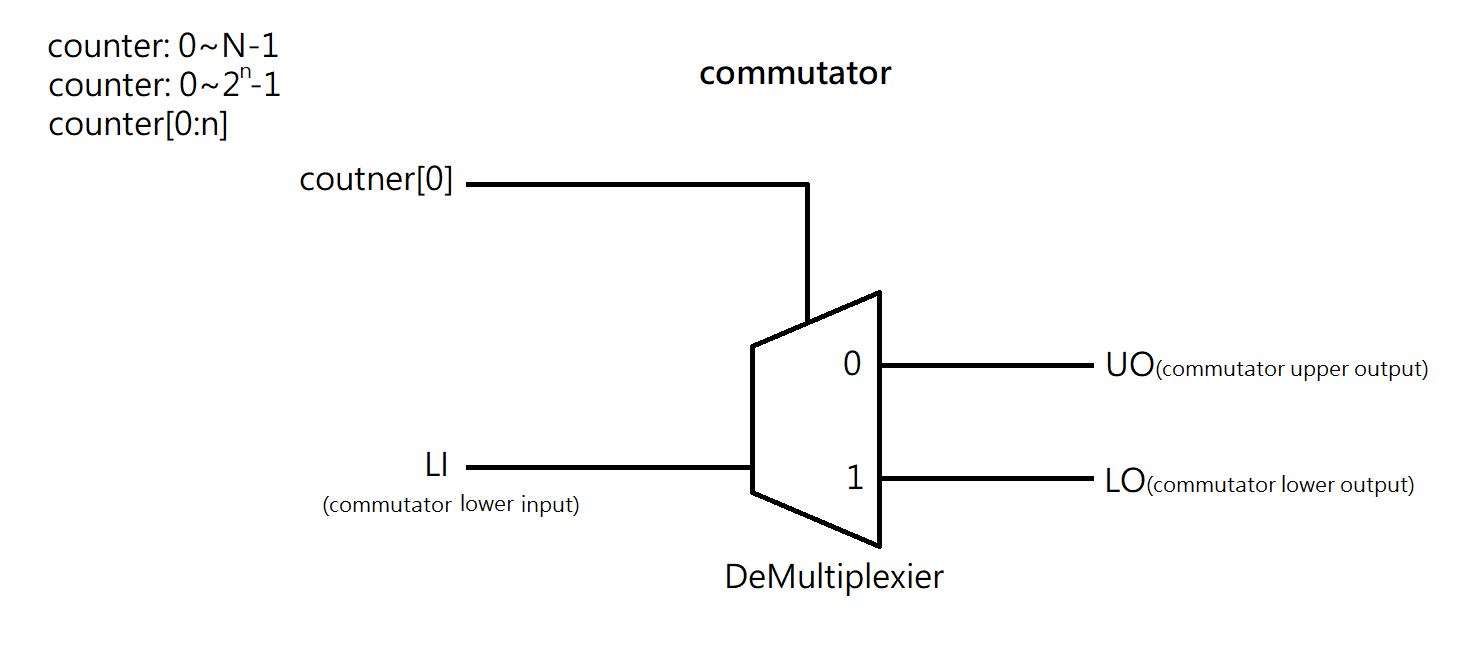 counter: 0~N-1
counter: 0~2ⁿ-1
counter[0:n]
commutator
coutner[0]
0
UO(commutator upper output)
LI
(commutator lower input)
1
LO(commutator lower output)
DeMultiplexier